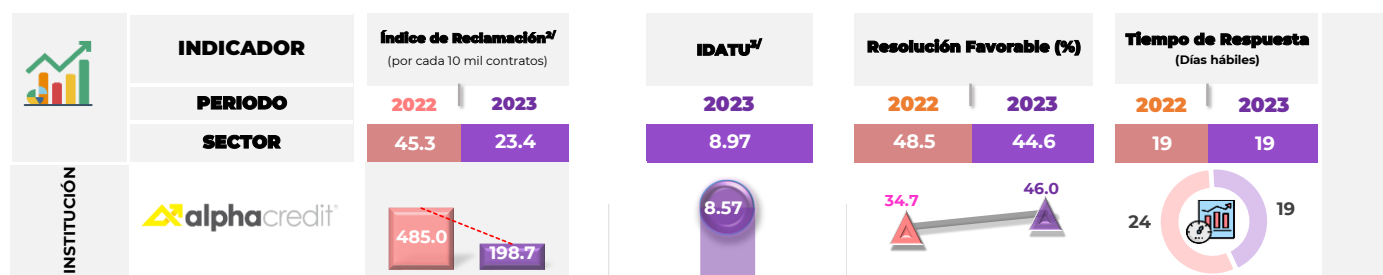 INDICADOR
Índice de Reclamación2/
(por cada 10 mil contratos)
IDATU3/
Resolución Favorable (%)
Tiempo de Respuesta
(Días hábiles)
PERIODO
2022 2023
2023
2022 2023
2022 2023
SECTOR
45.3 23.4
8.97
48.5 44.6
19 19
INSTITUCIÓN
alphacredit®
485.0
198.7
8.57
34.7
46.0
24
19